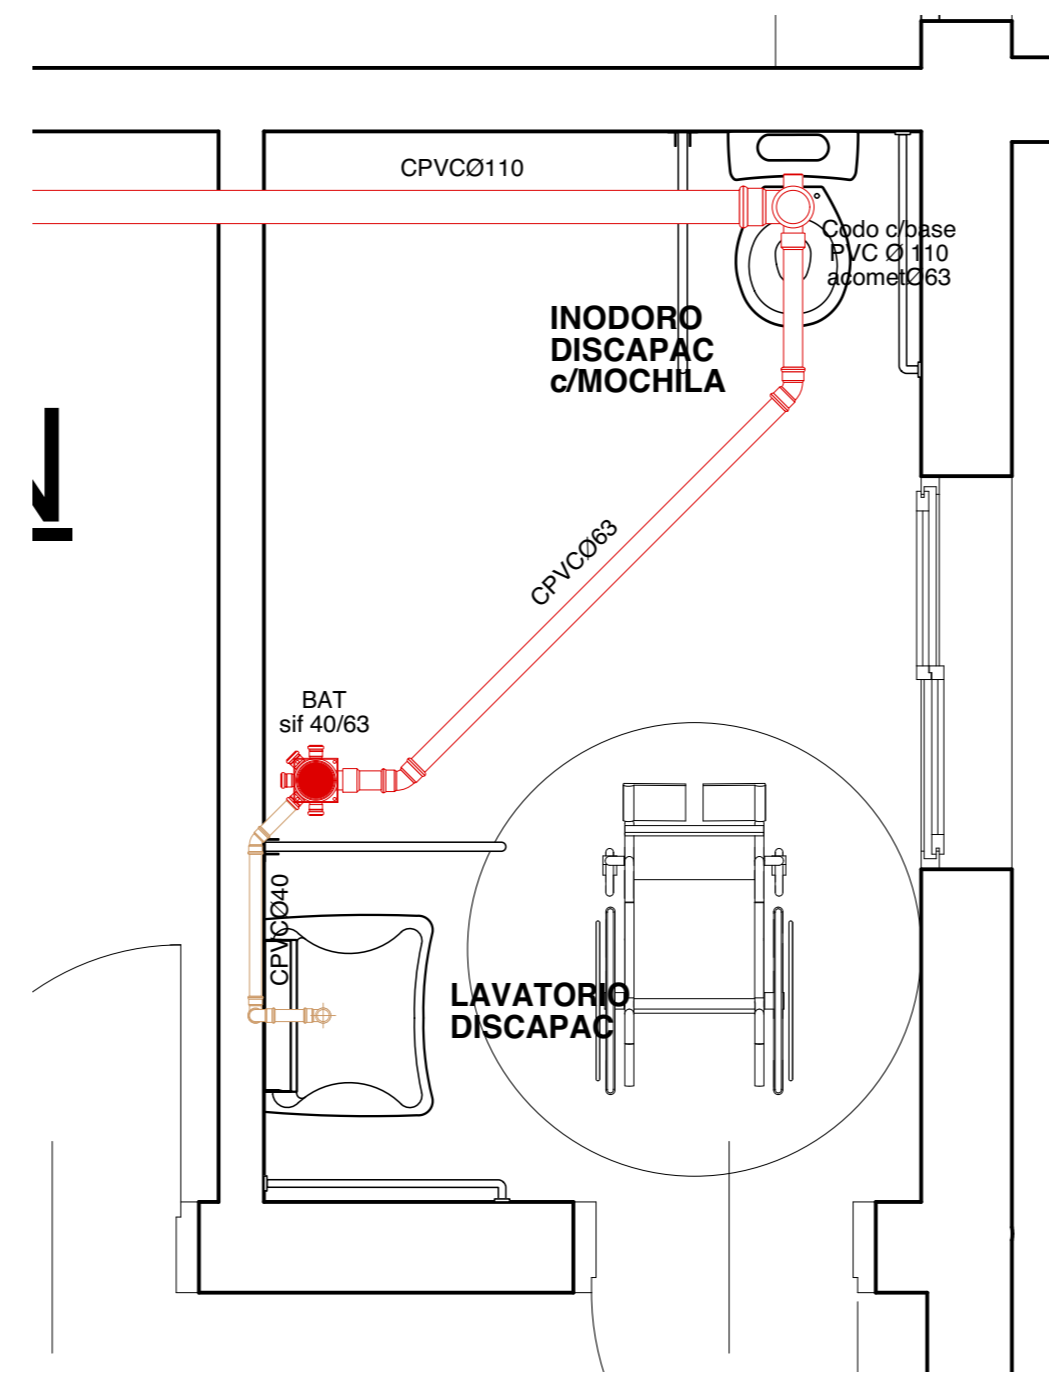 CPVCØ110
Codo c/base
PVC Ø 110
acometØ63
INODORO
DISCAPAC
c/MOCHILA
CPVCØ63
BAT
sif 40/63
CPVCØ40
LAVATORIO
DISCAPAC